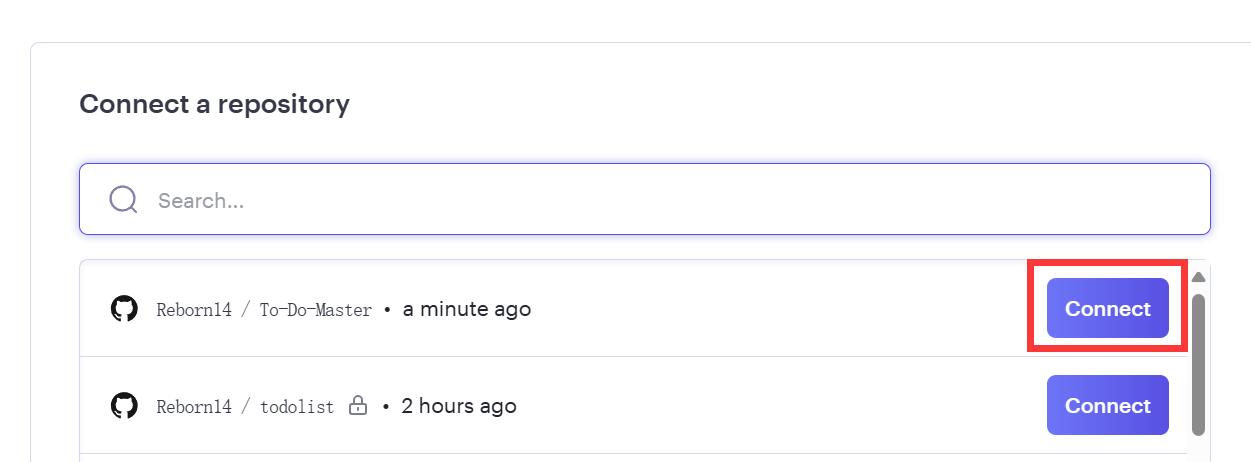 Connect a repository
Search...
Reborn14 / To-Do-Master • a minute ago Connect
Reborn14 / todolist • 2 hours ago Connect